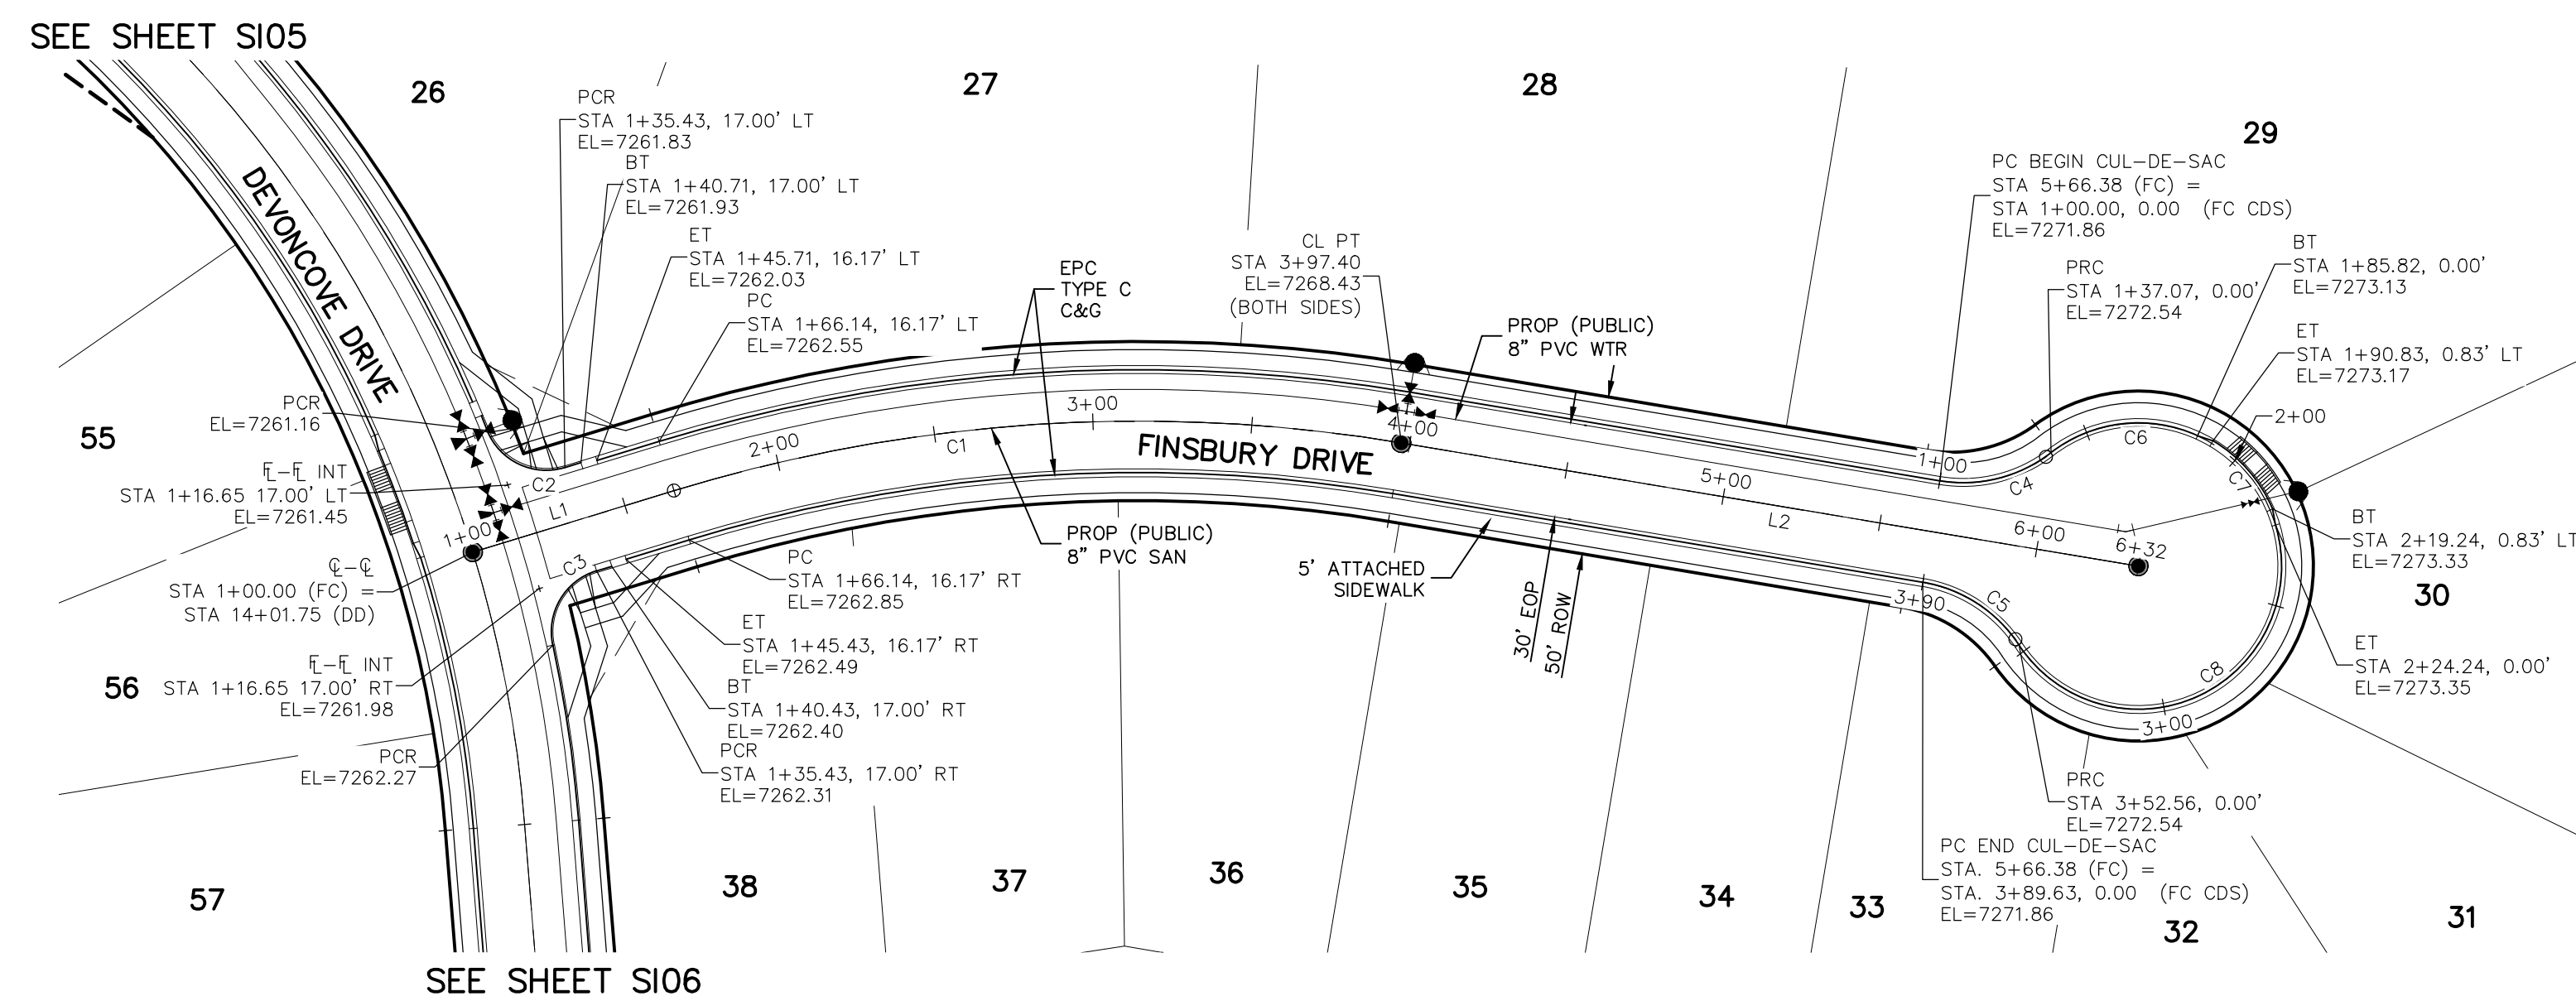 SEE SHEET SI05
26
27
28
29
PCR
STA 1+35.43, 17.00' LT
EL=7261.83
BT
STA 1+40.71, 17.00' LT
EL=7261.93
ET
STA 1+45.71, 16.17' LT
EL=7262.03
PC
STA 1+66.14, 16.17' LT
EL=7262.55
DEVONCOVE DRIVE
EPC
TYPE C
C&G
CL PT
STA 3+97.40
EL=7268.43
(BOTH SIDES)
PROP (PUBLIC)
8" PVC WTR
PC BEGIN CUL-DE-SAC
STA 5+66.38 (FC) =
STA 1+00.00, 0.00 (FC CDS)
EL=7271.86
PRC
STA 1+37.07, 0.00'
EL=7272.54
BT
STA 1+85.82, 0.00'
EL=7273.13
ET
STA 1+90.83, 0.83' LT
EL=7273.17
2+00
PCR
EL=7261.16
55
℄-℄ INT
STA 1+16.65 17.00' LT
EL=7261.45
1+00
C2
L1
C3
2+00
C1
3+00
FINSBURY DRIVE
4+00
5+00
L2
6+00
6+32
1+00
C4
C6
C7
BT
STA 2+19.24, 0.83' LT
EL=7273.33
30
℄-℄
STA 1+00.00 (FC) =
STA 14+01.75 (DD)
PC
STA 1+66.14, 16.17' RT
EL=7262.85
PROP (PUBLIC)
8" PVC SAN
5' ATTACHED
SIDEWALK
30' EOP
50' ROW
3+90
C5
C8
3+00
ET
STA 2+24.24, 0.00'
EL=7273.35
56
℄-℄ INT
STA 1+16.65 17.00' RT
EL=7261.98
ET
STA 1+45.43, 16.17' RT
EL=7262.49
BT
STA 1+40.43, 17.00' RT
EL=7262.40
PCR
EL=7262.27
PCR
STA 1+35.43, 17.00' RT
EL=7262.31
PRC
STA 3+52.56, 0.00'
EL=7272.54
PC END CUL-DE-SAC
STA. 5+66.38 (FC) =
STA. 3+89.63, 0.00 (FC CDS)
EL=7271.86
57
38
37
36
35
34
33
32
31
SEE SHEET SI06